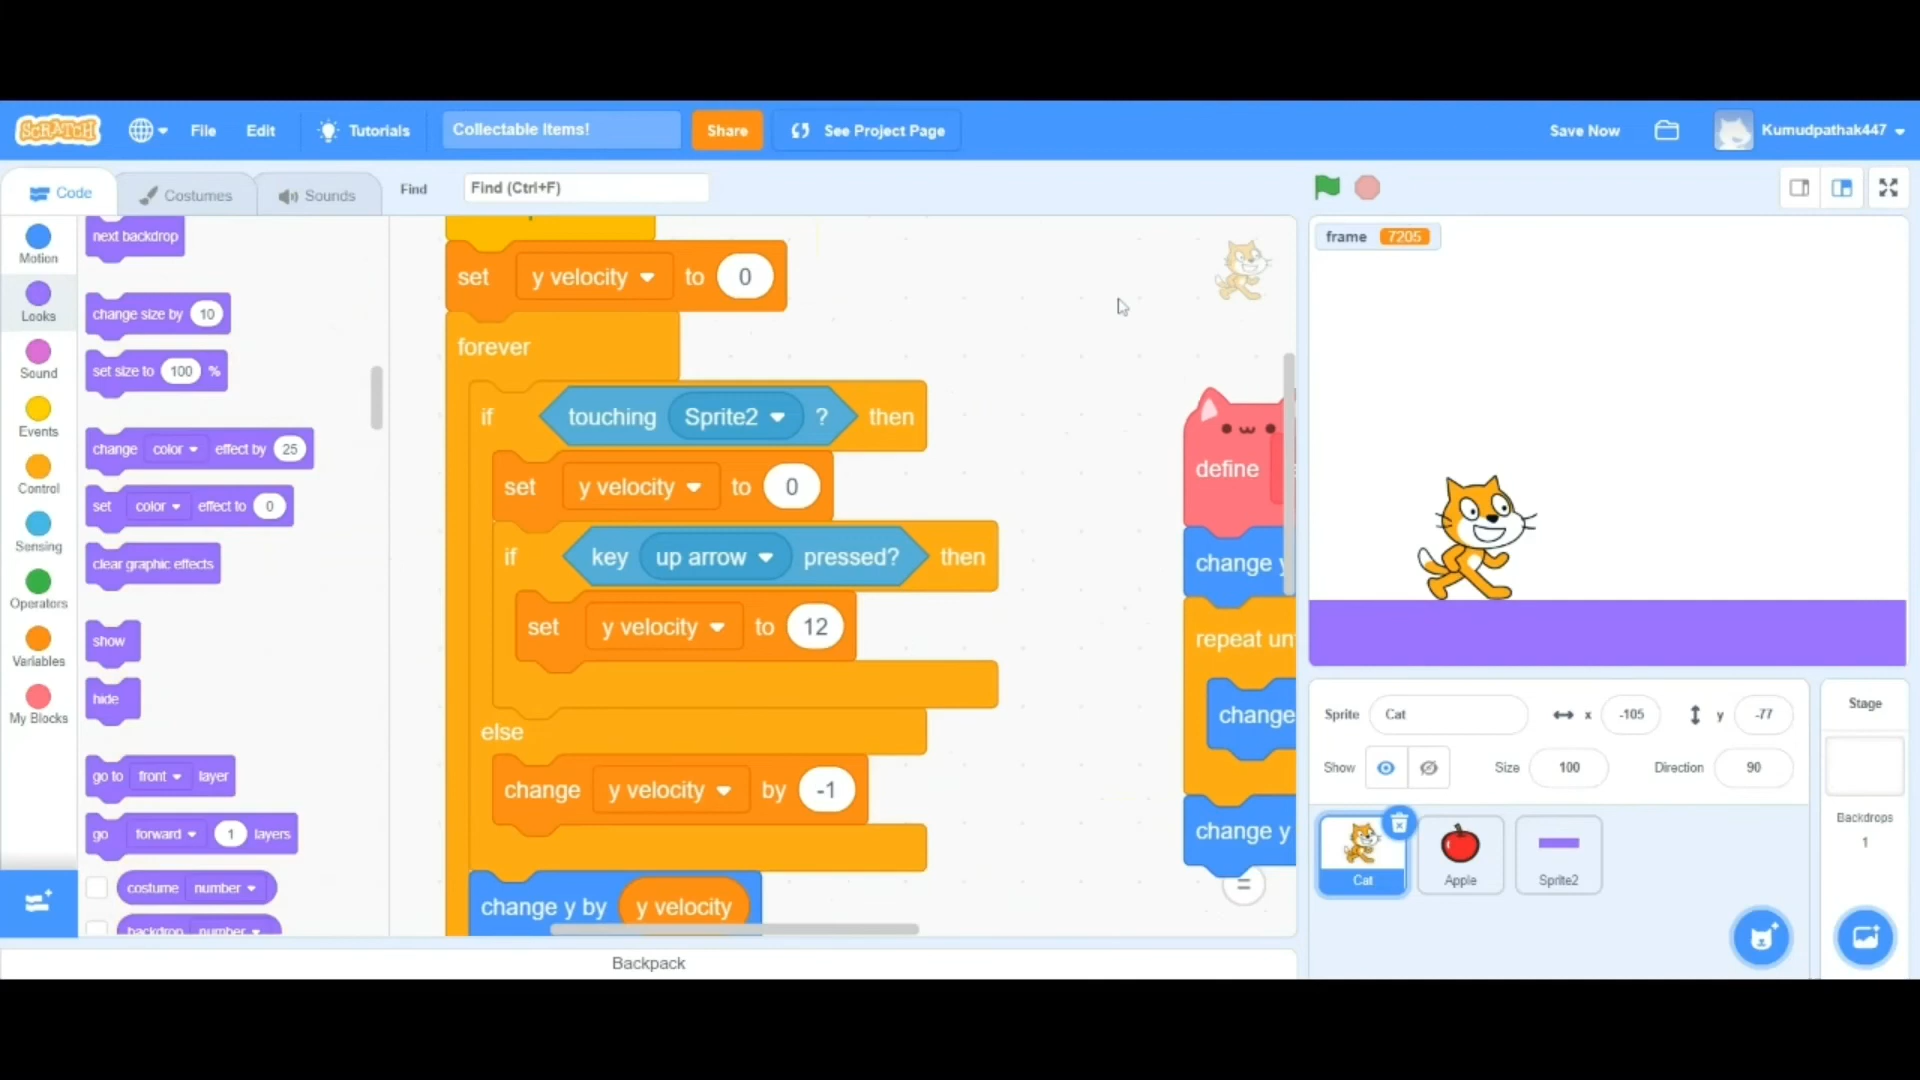 SCRATCH
File
Edit
Tutorials
Collectable Items!
Share
See Project Page
Save Now
Kumudpathak447
Code
Costumes
Sounds
Find
Find (Ctrl+F)
Motion
Looks
Sound
Events
Control
Sensing
Operators
Variables
My Blocks
next backdrop
change size by 10
set size to 100 %
change color effect by 25
set color effect to 0
clear graphic effects
show
hide
go to front layer
go forward 1 layers
costume number
backdrop number
set y velocity to 0
forever
if touching Sprite2 ? then
set y velocity to 0
if key up arrow pressed? then
set y velocity to 12
else
change y velocity by -1
change y by y velocity
define
change y
repeat un
change
change y
Backpack
frame 7205
Sprite Cat x -105 y -77
Show Size 100 Direction 90
Cat
Apple
Sprite2
Stage
Backdrops
1